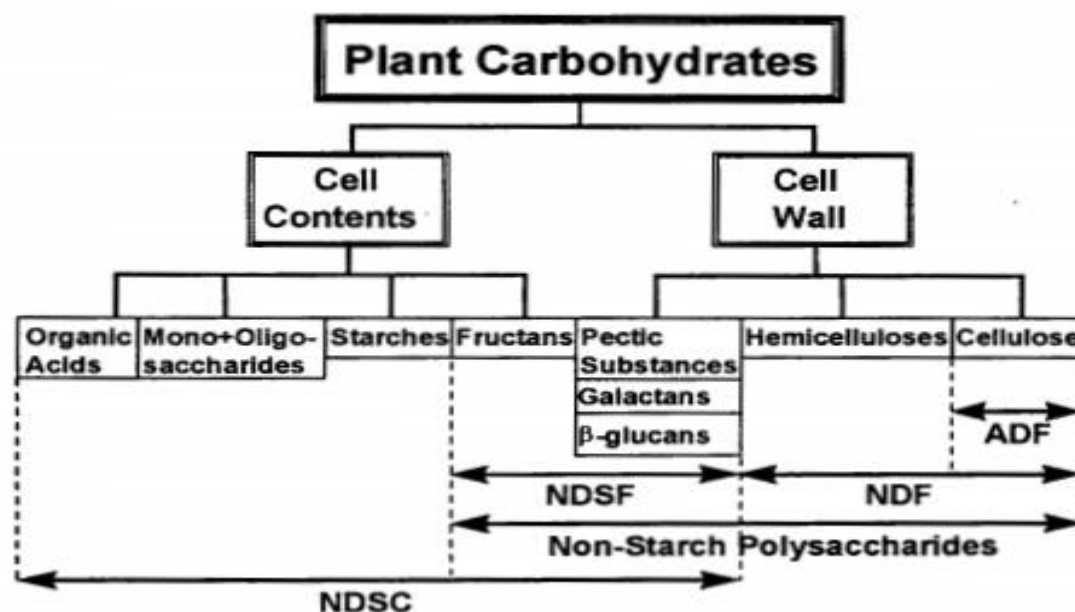 Plant Carbohydrates
Cell
Contents
Cell
Wall
Organic
Acids
Mono+Oligo-
saccharides
Starches
Fructans
Pectic
Substances
Galactans
β-glucans
Hemicelluloses
Cellulose
ADF
NDSF
NDF
Non-Starch Polysaccharides
NDSC